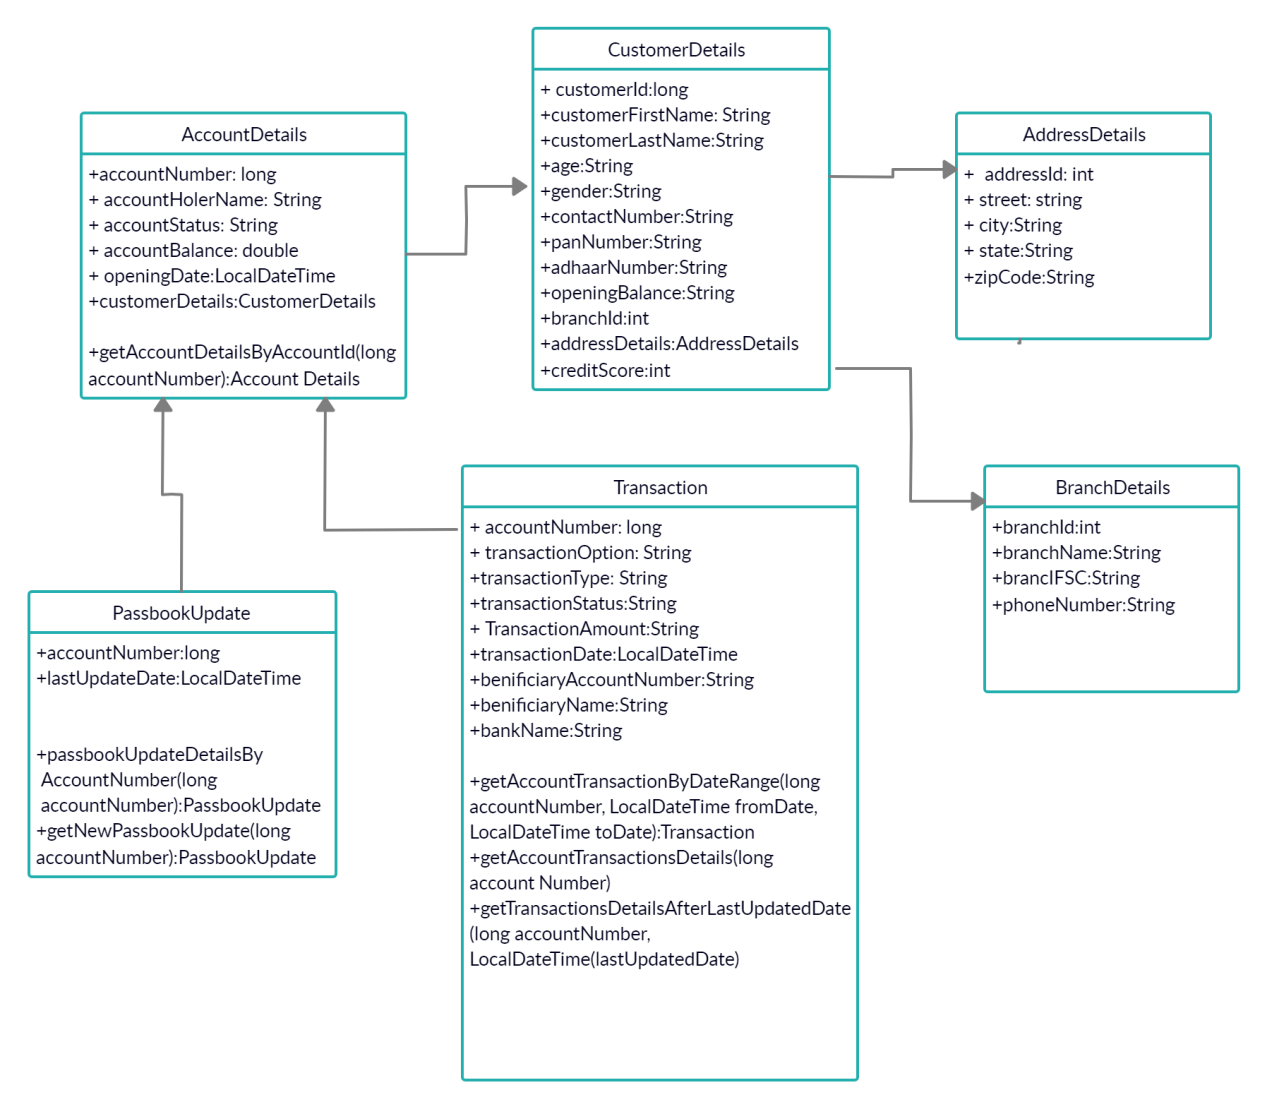 CustomerDetails
+ customerId:long
+customerFirstName: String
+customerLastName:String
+age:String
+gender:String
+contactNumber:String
+panNumber:String
+adhaarNumber:String
+openingBalance:String
+branchId:int
+addressDetails:AddressDetails
+creditScore:int
AccountDetails
+accountNumber: long
+ accountHolerName: String
+ accountStatus: String
+ accountBalance: double
+ openingDate:LocalDateTime
+customerDetails:CustomerDetails
+getAccountDetailsByAccountId(long
accountNumber):Account Details
AddressDetails
+  addressId: int
+ street: string
+ city:String
+ state:String
+zipCode:String
Transaction
+ accountNumber: long
+ transactionOption: String
+transactionType: String
+transactionStatus:String
+ TransactionAmount:String
+transactionDate:LocalDateTime
+benificiaryAccountNumber:String
+benificiaryName:String
+bankName:String
+getAccountTransactionByDateRange(long
accountNumber, LocalDateTime fromDate,
LocalDateTime toDate):Transaction
+getAccountTransactionsDetails(long
account Number)
+getTransactionsDetailsAfterLastUpdatedDate
(long accountNumber,
LocalDateTime(lastUpdatedDate)
BranchDetails
+branchId:int
+branchName:String
+brancIFSC:String
+phoneNumber:String
PassbookUpdate
+accountNumber:long
+lastUpdateDate:LocalDateTime
+passbookUpdateDetailsBy
AccountNumber(long
accountNumber):PassbookUpdate
+getNewPassbookUpdate(long
accountNumber):PassbookUpdate